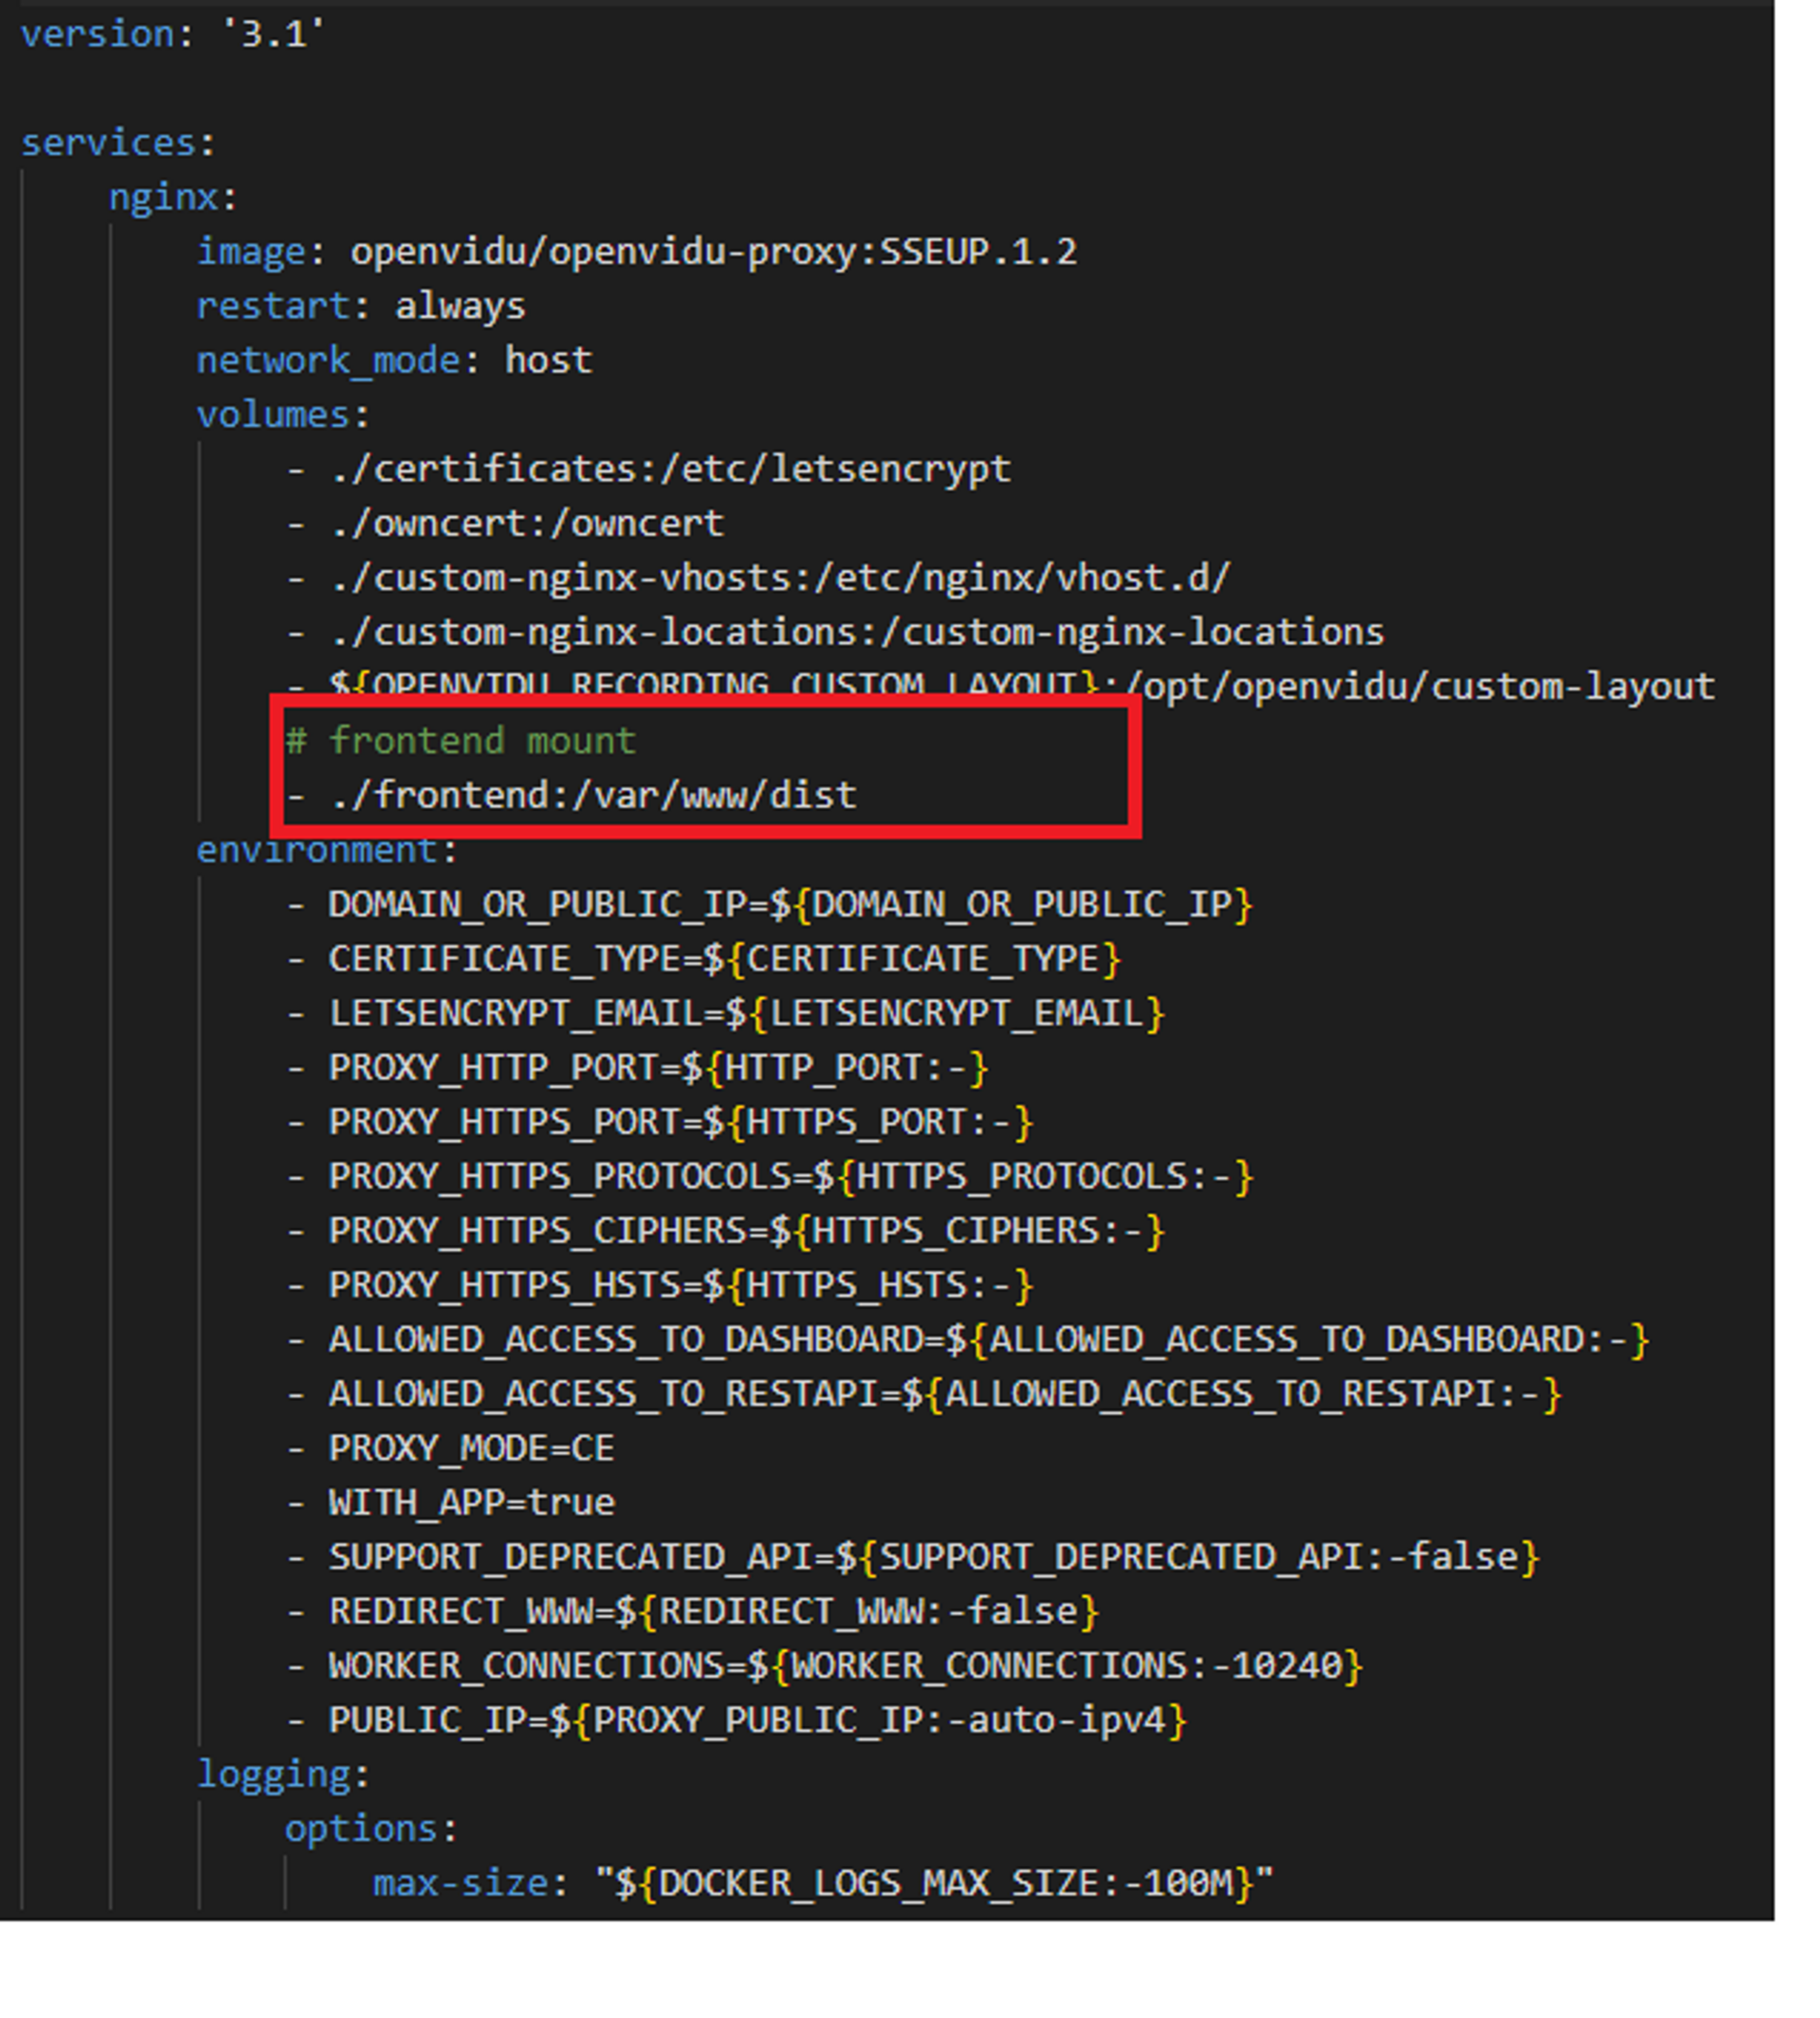 version: '3.1'
services:
nginx:
image: openvidu/openvidu-proxy:SSEUP.1.2
restart: always
network_mode: host
volumes:
- ./certificates:/etc/letsencrypt
- ./owncert:/owncert
- ./custom-nginx-vhosts:/etc/nginx/vhost.d/
- ./custom-nginx-locations:/custom-nginx-locations
- ${OPENVIDU_RECORDING_CUSTOM_LAYOUT}:/opt/openvidu/custom-layout
# frontend mount
- ./frontend:/var/www/dist
environment:
- DOMAIN_OR_PUBLIC_IP=${DOMAIN_OR_PUBLIC_IP}
- CERTIFICATE_TYPE=${CERTIFICATE_TYPE}
- LETSENCRYPT_EMAIL=${LETSENCRYPT_EMAIL}
- PROXY_HTTP_PORT=${HTTP_PORT:-}
- PROXY_HTTPS_PORT=${HTTPS_PORT:-}
- PROXY_HTTPS_PROTOCOLS=${HTTPS_PROTOCOLS:-}
- PROXY_HTTPS_CIPHERS=${HTTPS_CIPHERS:-}
- PROXY_HTTPS_HSTS=${HTTPS_HSTS:-}
- ALLOWED_ACCESS_TO_DASHBOARD=${ALLOWED_ACCESS_TO_DASHBOARD:-}
- ALLOWED_ACCESS_TO_RESTAPI=${ALLOWED_ACCESS_TO_RESTAPI:-}
- PROXY_MODE=CE
- WITH_APP=true
- SUPPORT_DEPRECATED_API=${SUPPORT_DEPRECATED_API:-false}
- REDIRECT_WWW=${REDIRECT_WWW:-false}
- WORKER_CONNECTIONS=${WORKER_CONNECTIONS:-10240}
- PUBLIC_IP=${PROXY_PUBLIC_IP:-auto-ipv4}
logging:
options:
max-size: "${DOCKER_LOGS_MAX_SIZE:-100M}"